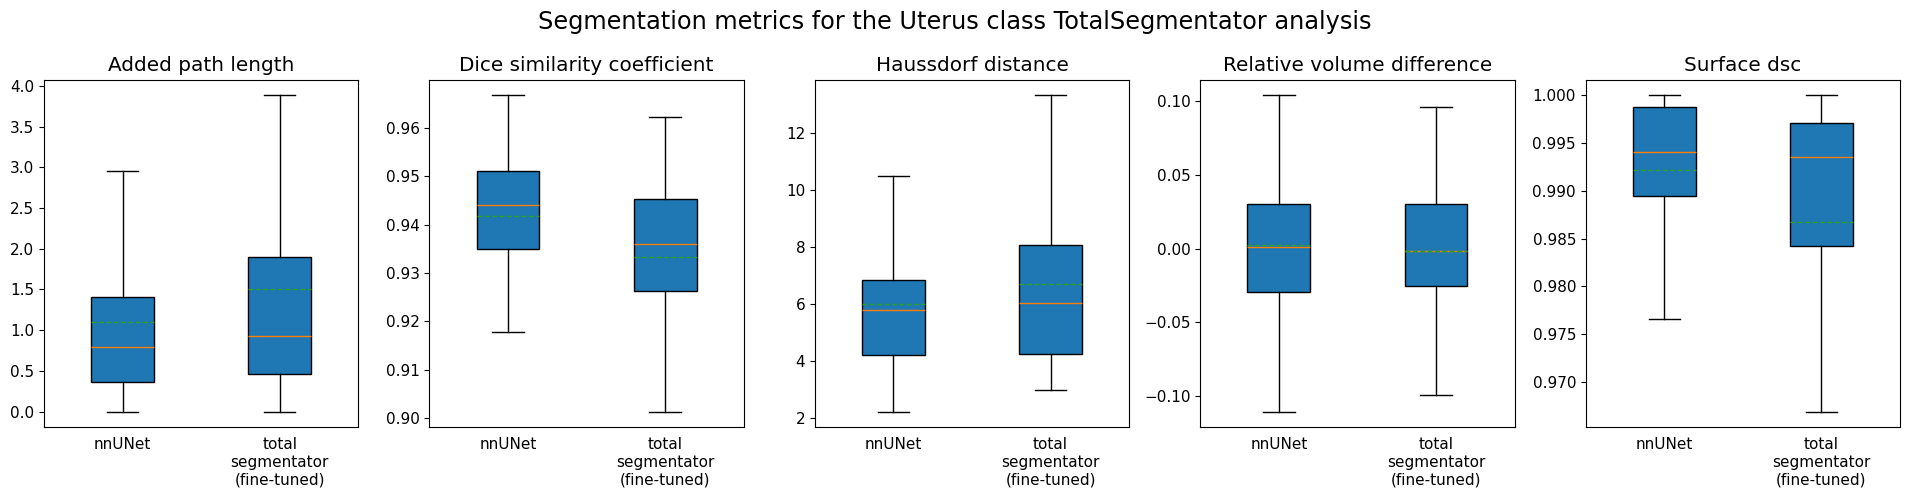 Segmentation metrics for the Uterus class TotalSegmentator analysis
Added path length
4.0
3.5
3.0
2.5
2.0
1.5
1.0
0.5
0.0
nnUNet
total
segmentator
(fine-tuned)
Dice similarity coefficient
0.96
0.95
0.94
0.93
0.92
0.91
0.90
nnUNet
total
segmentator
(fine-tuned)
Haussdorf distance
12
10
8
6
4
2
nnUNet
total
segmentator
(fine-tuned)
Relative volume difference
0.10
0.05
0.00
−0.05
−0.10
nnUNet
total
segmentator
(fine-tuned)
Surface dsc
1.000
0.995
0.990
0.985
0.980
0.975
0.970
nnUNet
total
segmentator
(fine-tuned)